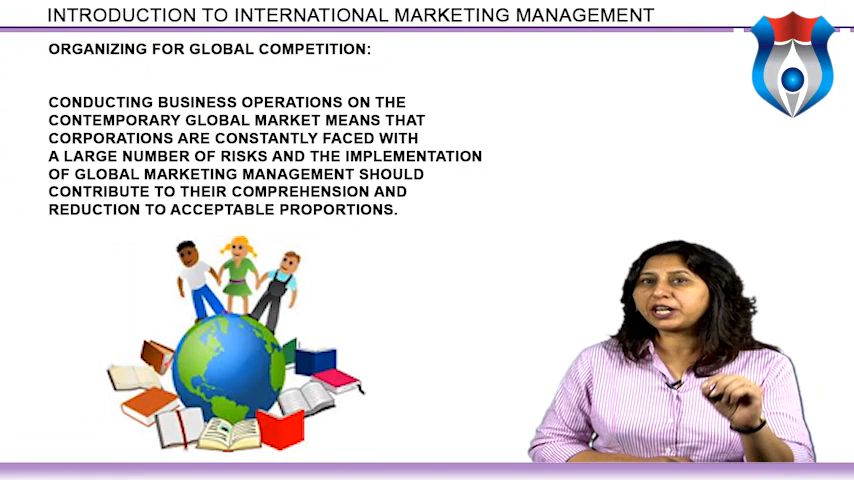 INTRODUCTION TO INTERNATIONAL MARKETING MANAGEMENT
ORGANIZING FOR GLOBAL COMPETITION:
CONDUCTING BUSINESS OPERATIONS ON THE
CONTEMPORARY GLOBAL MARKET MEANS THAT
CORPORATIONS ARE CONSTANTLY FACED WITH
A LARGE NUMBER OF RISKS AND THE IMPLEMENTATION
OF GLOBAL MARKETING MANAGEMENT SHOULD
CONTRIBUTE TO THEIR COMPREHENSION AND
REDUCTION TO ACCEPTABLE PROPORTIONS.